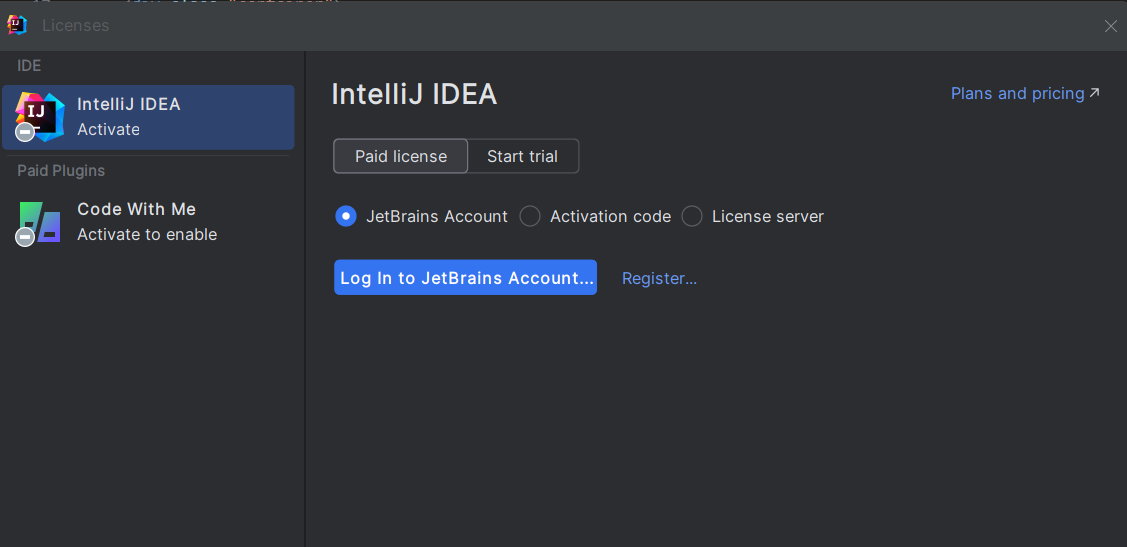 Licenses
IDE
IJ
IntelliJ IDEA
Activate
Paid Plugins
Code With Me
Activate to enable
IntelliJ IDEA
Plans and pricing
Paid license Start trial
JetBrains Account Activation code License server
Log In to JetBrains Account... Register...